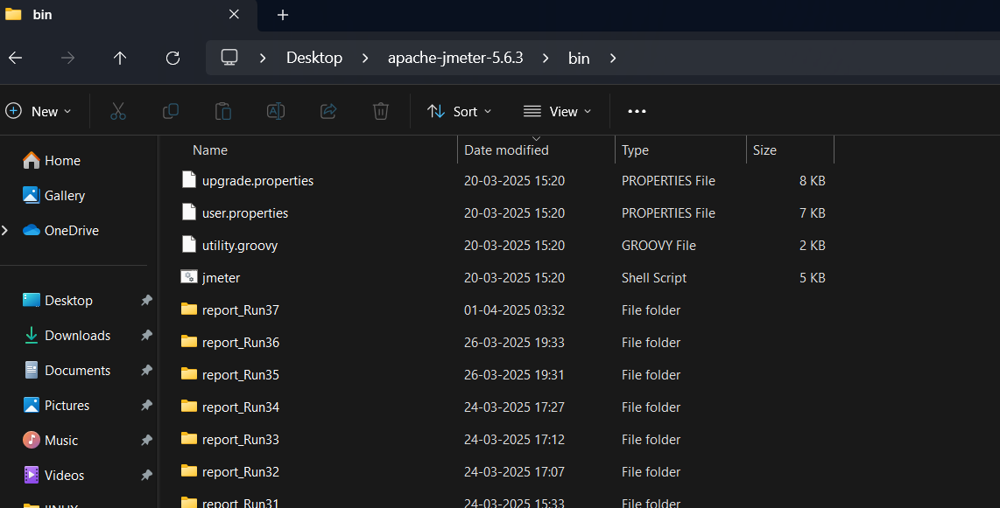 bin
Desktop apache-jmeter-5.6.3 bin
New Sort View
Name Date modified Type Size
Home
Gallery
OneDrive
Desktop
Downloads
Documents
Pictures
Music
Videos
upgrade.properties 20-03-2025 15:20 PROPERTIES File 8 KB
user.properties 20-03-2025 15:20 PROPERTIES File 7 KB
utility.groovy 20-03-2025 15:20 GROOVY File 2 KB
jmeter 20-03-2025 15:20 Shell Script 5 KB
report_Run37 01-04-2025 03:32 File folder
report_Run36 26-03-2025 19:33 File folder
report_Run35 26-03-2025 19:31 File folder
report_Run34 24-03-2025 17:27 File folder
report_Run33 24-03-2025 17:12 File folder
report_Run32 24-03-2025 17:07 File folder
report_Run31 24-03-2025 15:33 File folder